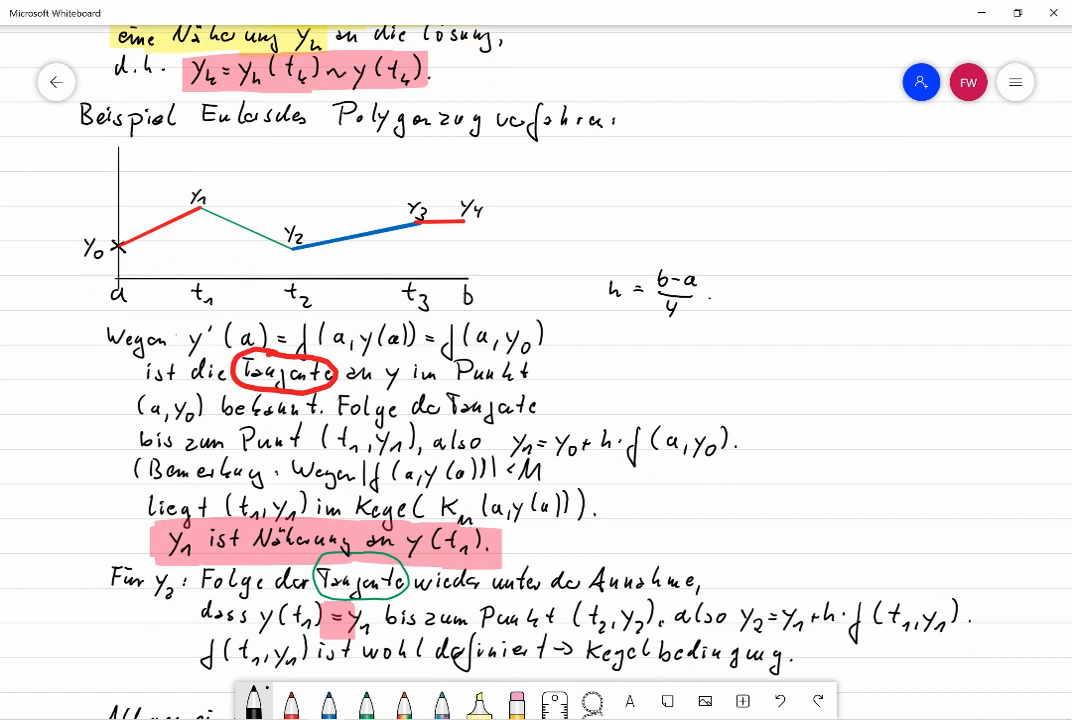 Microsoft Whiteboard
eine Näherung y_h an die Lösung,
d.h. y_k = y_h(t_k) ~ y(t_k).
FW
Beispiel Eulersches Polygonzugverfahren:
y_1
y_3
y_4
y_2
y_0
a t_1 t_2 t_3 b
h = (b-a)/4.
Wegen y'(a) = f(a, y(a)) = f(a, y_0)
ist die Tangente an y im Punkt
(a, y_0) bekannt. Folge der Tangente
bis zum Punkt (t_1, y_1), also y_1 = y_0 + h · f(a, y_0).
(Bemerkung: Wegen |f(a, y(a))| < M
liegt (t_1, y_1) im Kegel K_M(a, y(a))).
y_1 ist Näherung an y(t_1).
Für y_2: Folge der Tangente wieder unter der Annahme,
dass y(t_1) = y_1 bis zum Punkt (t_2, y_2), also y_2 = y_1 + h · f(t_1, y_1).
f(t_1, y_1) ist wohldefiniert → Kegelbedingung.
A